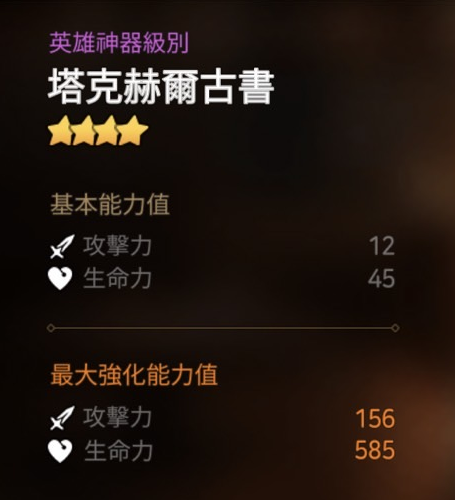 英雄神器級別
塔克赫爾古書
基本能力值
攻擊力 12
生命力 45
最大強化能力值
攻擊力 156
生命力 585